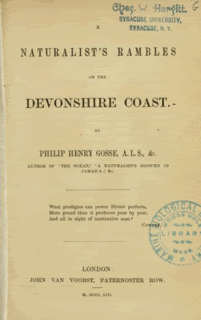 Chas. W. Hargitt
SYRACUSE UNIVERSITY,
SYRACUSE, N. Y.
A
NATURALIST'S RAMBLES
ON THE
DEVONSHIRE COAST.
BY
PHILIP HENRY GOSSE, A.L.S., &c.
AUTHOR OF "THE OCEAN," "A NATURALIST'S SOJOURN IN
JAMAICA," &c.
What prodigies can power Divine perform,
More grand than it produces year by year,
And all in sight of inattentive man?
LIBRARY
LONDON
JOHN VAN VOORST, PATERNOSTER ROW.
M. DCCC. LIII.